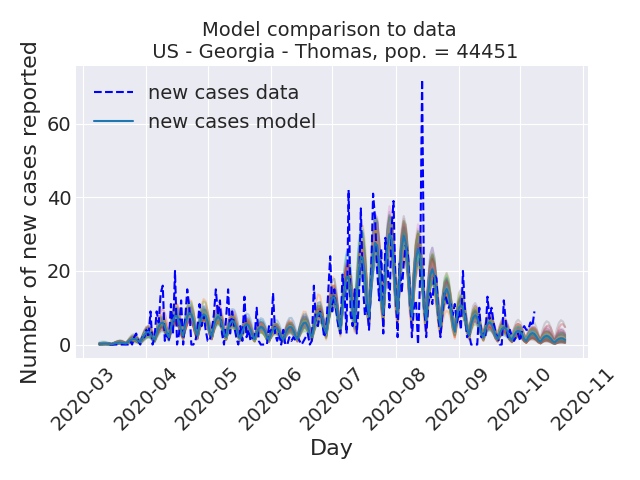 Model comparison to data
US - Georgia - Thomas, pop. = 44451
Number of new cases reported
new cases data
new cases model
60
40
20
0
2020-03
2020-04
2020-05
2020-06
2020-07
2020-08
2020-09
2020-10
2020-11
Day